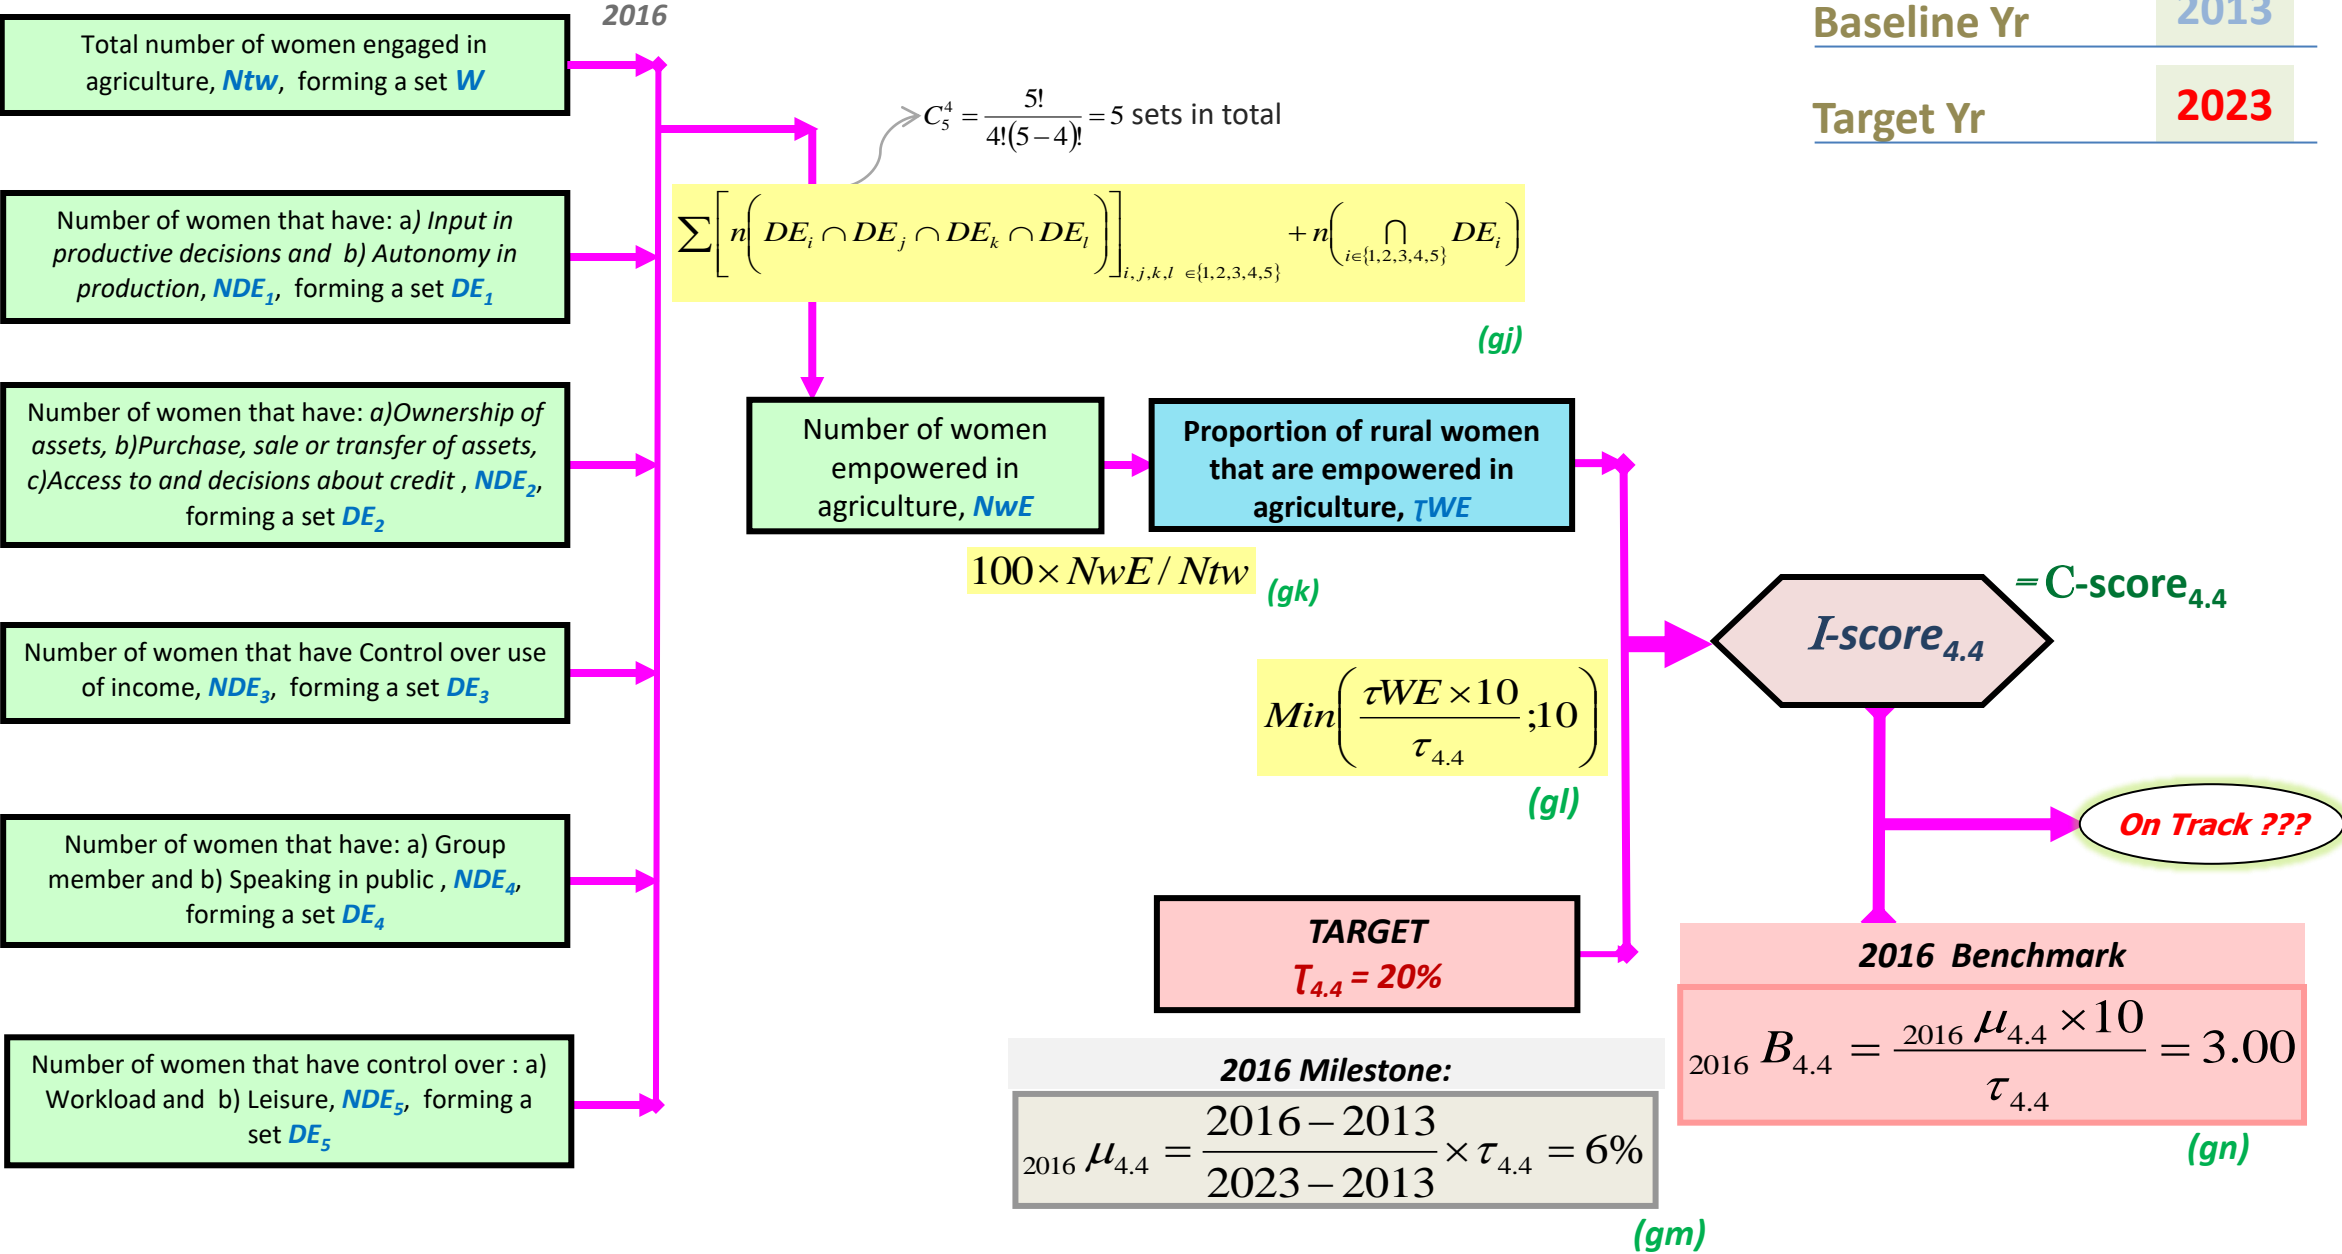 2016
Baseline Yr 2013
Target Yr 2023
Total number of women engaged in
agriculture, Ntw, forming a set W
Number of women that have: a) Input in
productive decisions and b) Autonomy in
production, NDE₁, forming a set DE₁
Number of women that have: a)Ownership of
assets, b)Purchase, sale or transfer of assets,
c)Access to and decisions about credit , NDE₂,
forming a set DE₂
Number of women that have Control over use
of income, NDE₃, forming a set DE₃
Number of women that have: a) Group
member and b) Speaking in public , NDE₄,
forming a set DE₄
Number of women that have control over : a)
Workload and b) Leisure, NDE₅, forming a
set DE₅
C₅⁴ = 5! / 4!(5−4)! = 5 sets in total
∑[n(DEᵢ ∩ DEⱼ ∩ DEₖ ∩ DEₗ)] i,j,k,l ∈{1,2,3,4,5} + n(⋂ i∈{1,2,3,4,5} DEᵢ)
(gj)
Number of women
empowered in
agriculture, NwE
Proportion of rural women
that are empowered in
agriculture, τWE
100×NwE / Ntw
(gk)
Min(τWE×10 / τ4.4 ;10)
(gl)
I-score4.4
= C-score4.4
On Track ???
TARGET
τ4.4 = 20%
2016 Milestone:
2016 μ4.4 = 2016−2013 / 2023−2013 × τ4.4 = 6%
(gm)
2016 Benchmark
2016 B4.4 = 2016 μ4.4 ×10 / τ4.4 = 3.00
(gn)